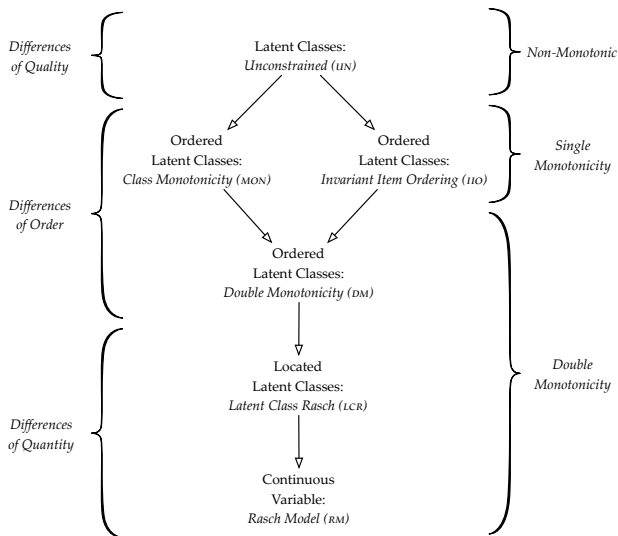 Differences
of Quality
Latent Classes:
Unconstrained (UN)
Non-Monotonic
Ordered
Latent Classes:
Class Monotonicity (MON)
Ordered
Latent Classes:
Invariant Item Ordering (IIO)
Single
Monotonicity
Differences
of Order
Ordered
Latent Classes:
Double Monotonicity (DM)
Located
Latent Classes:
Latent Class Rasch (LCR)
Double
Monotonicity
Differences
of Quantity
Continuous
Variable:
Rasch Model (RM)